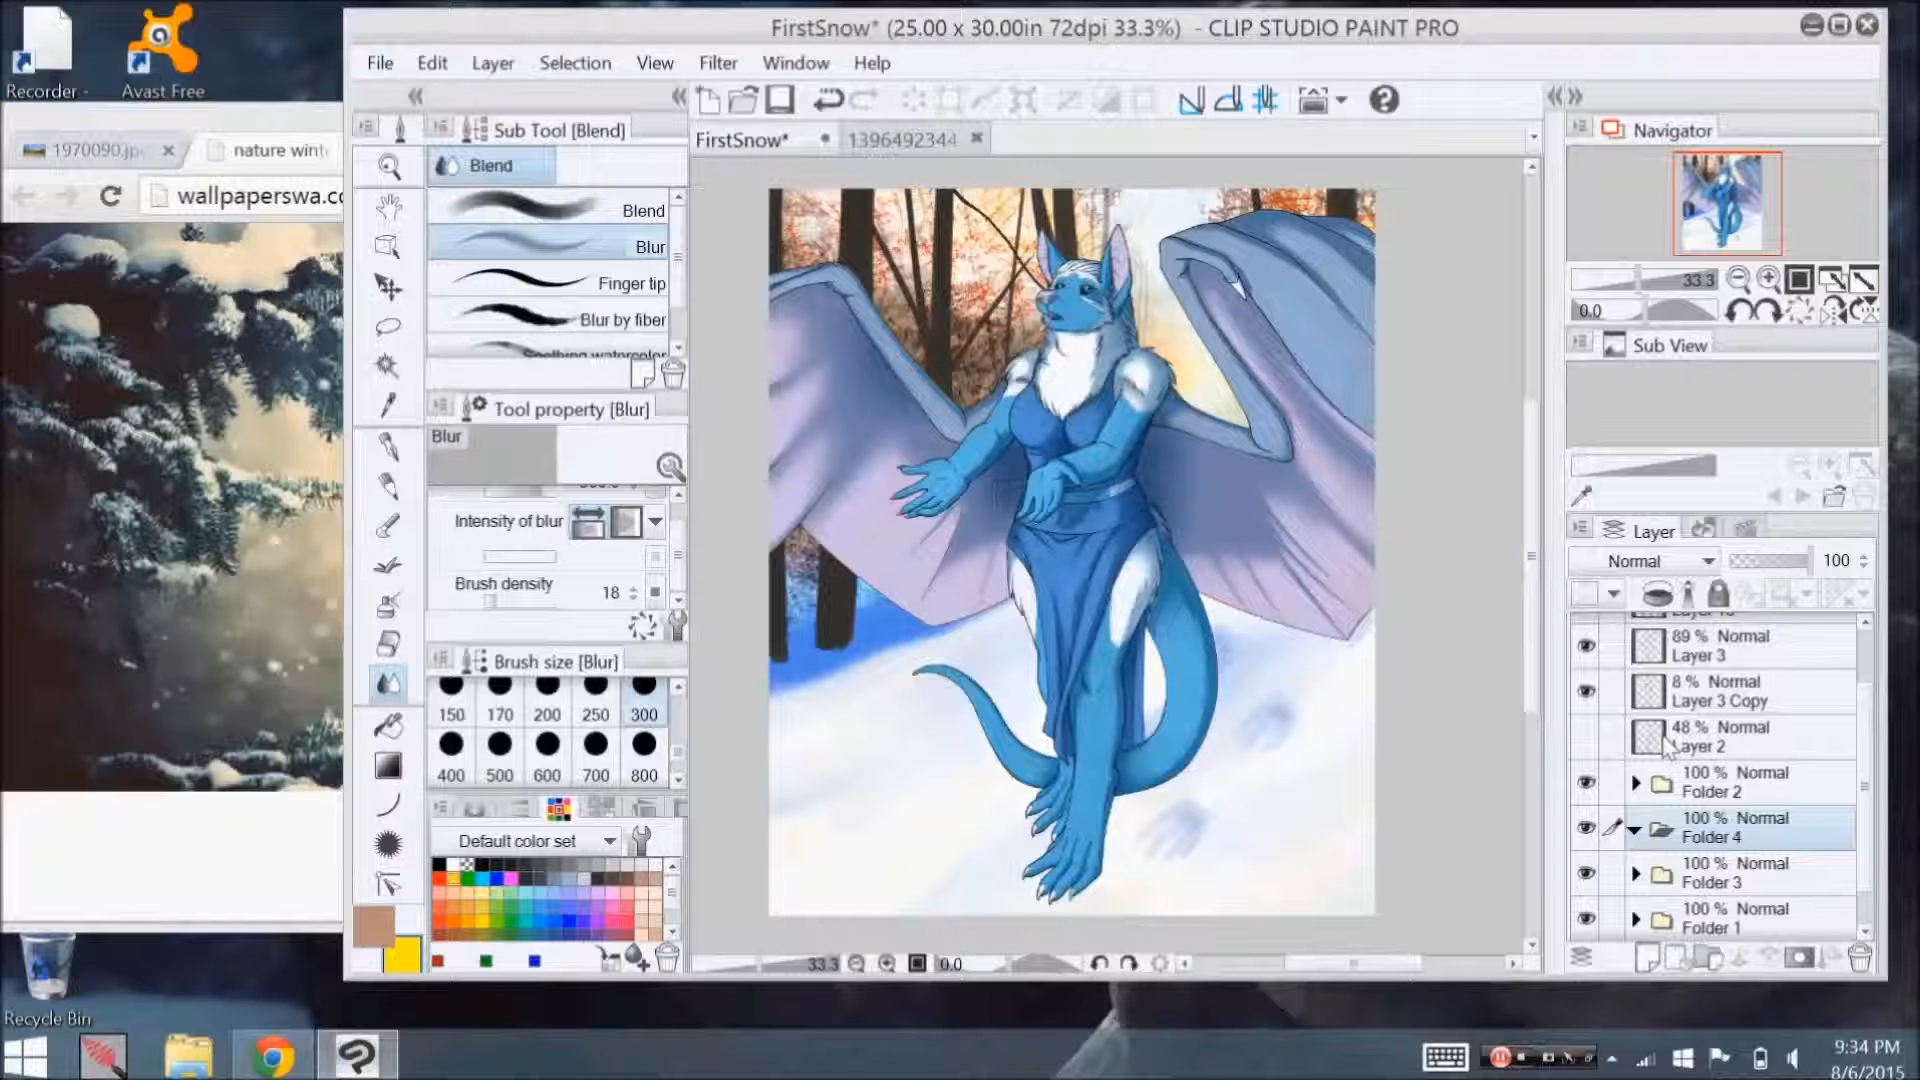 Recorder -
Avast Free
1970090.jp
nature wint
wallpaperswa.c
FirstSnow* (25.00 x 30.00in 72dpi 33.3%) - CLIP STUDIO PAINT PRO
File Edit Layer Selection View Filter Window Help
Sub Tool [Blend]
Blend
Blend
Blur
Finger tip
Blur by fiber
Soothing watercolor
Tool property [Blur]
Blur
Intensity of blur
Brush density 18
Brush size [Blur]
150 170 200 250 300
400 500 600 700 800
Default color set
FirstSnow*
1396492344
33.3
0.0
Navigator
33.3
0.0
Sub View
Layer
Normal 100
89 % Normal
Layer 3
8 % Normal
Layer 3 Copy
48 % Normal
Layer 2
100 % Normal
Folder 2
100 % Normal
Folder 4
100 % Normal
Folder 3
100 % Normal
Folder 1
Recycle Bin
9:34 PM
8/6/2015